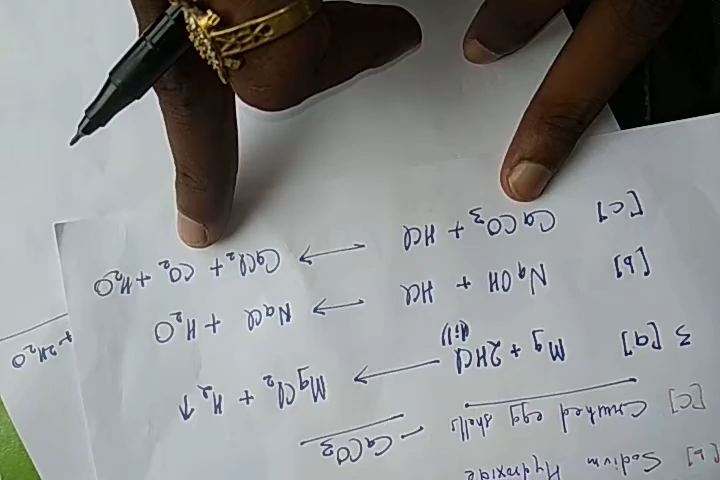 [b] Sodium Hydroxide
[c] Crushed egg shells — CaCO₃
3 [a] Mg + 2HCl (dil) → MgCl₂ + H₂ ↑
[b] NaOH + HCl → NaCl + H₂O
[c] CaCO₃ + HCl → CaCl₂ + CO₂ + H₂O
+ 2H₂O